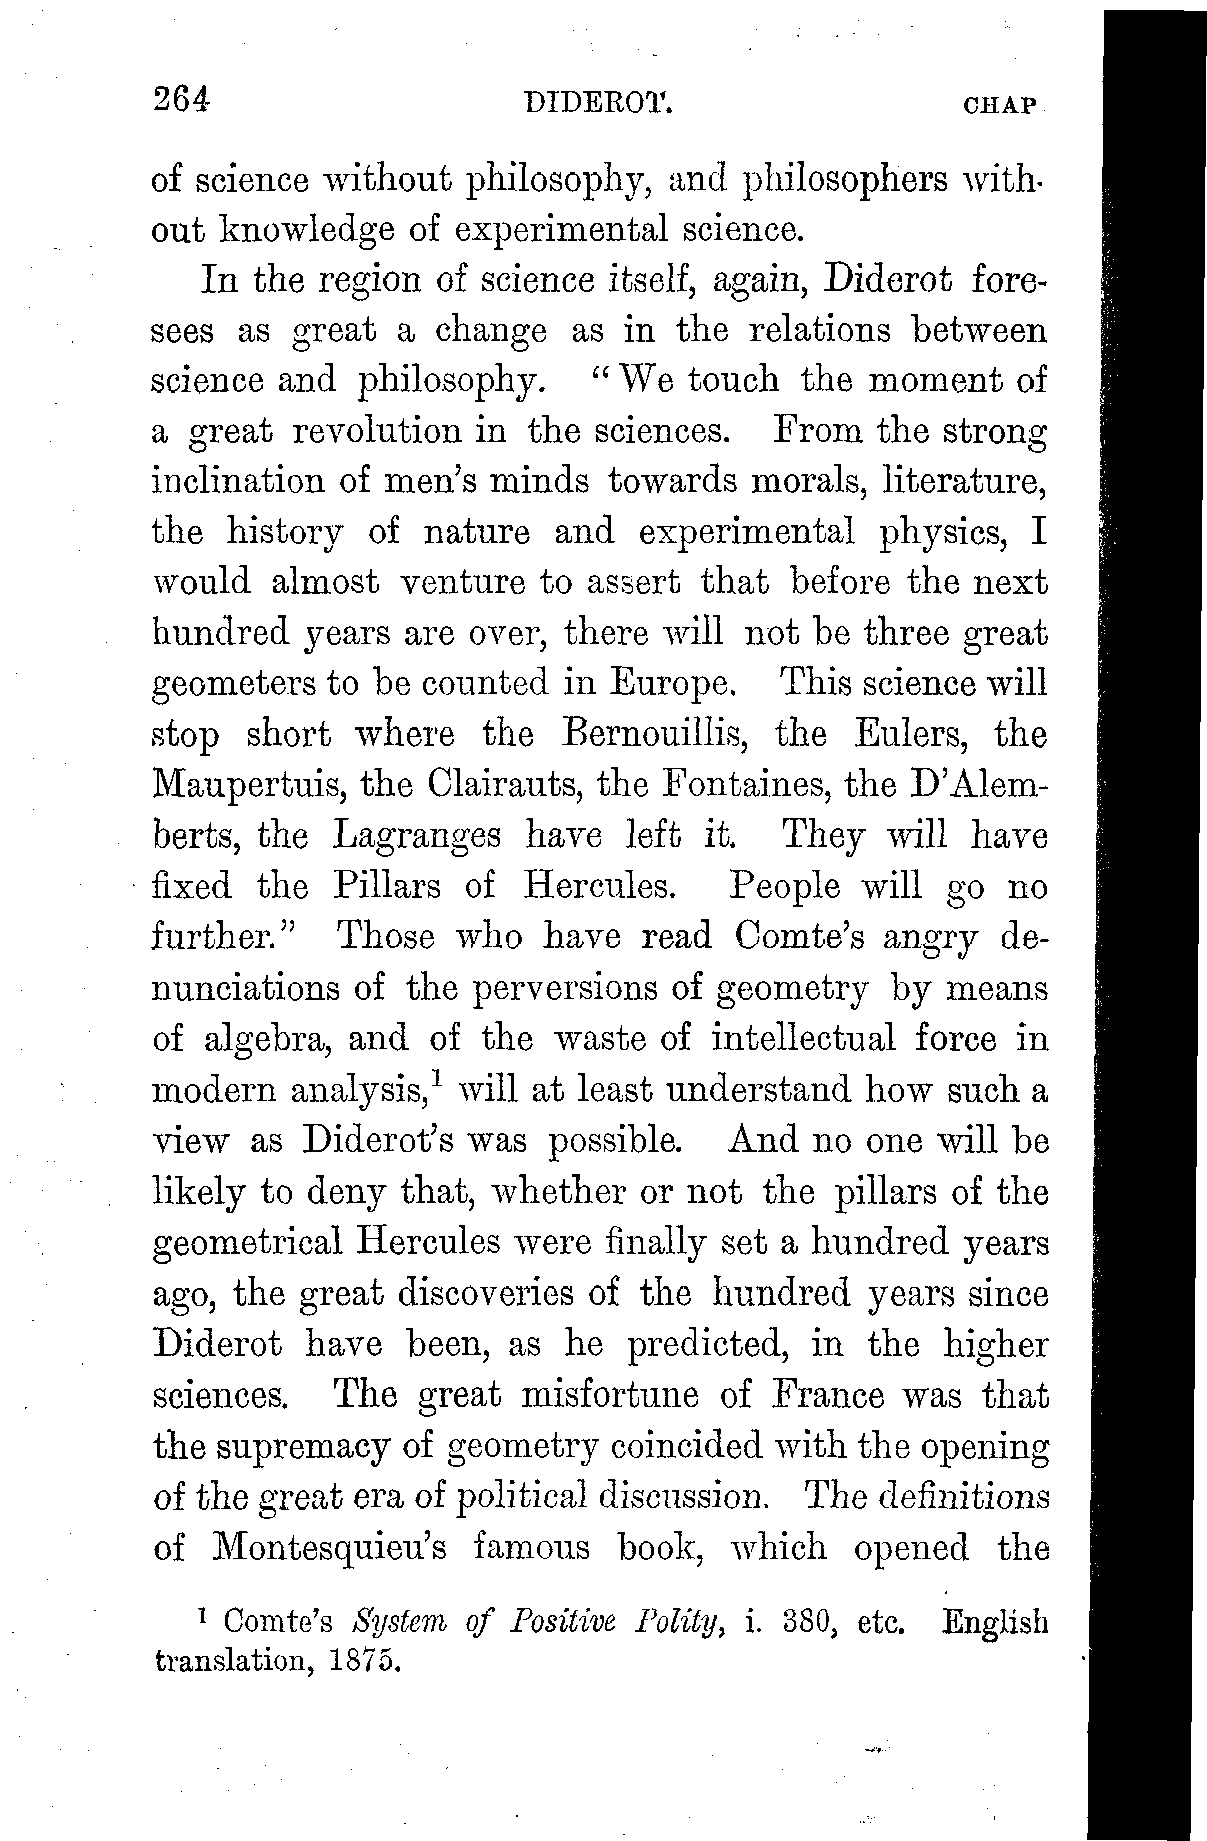 264 DIDEROT. CHAP
of science without philosophy, and philosophers with-
out knowledge of experimental science.
In the region of science itself, again, Diderot fore-
sees as great a change as in the relations between
science and philosophy. “We touch the moment of
a great revolution in the sciences. From the strong
inclination of men's minds towards morals, literature,
the history of nature and experimental physics, I
would almost venture to assert that before the next
hundred years are over, there will not be three great
geometers to be counted in Europe. This science will
stop short where the Bernouillis, the Eulers, the
Maupertuis, the Clairauts, the Fontaines, the D'Alem-
berts, the Lagranges have left it. They will have
fixed the Pillars of Hercules. People will go no
further.” Those who have read Comte's angry de-
nunciations of the perversions of geometry by means
of algebra, and of the waste of intellectual force in
modern analysis,¹ will at least understand how such a
view as Diderot's was possible. And no one will be
likely to deny that, whether or not the pillars of the
geometrical Hercules were finally set a hundred years
ago, the great discoveries of the hundred years since
Diderot have been, as he predicted, in the higher
sciences. The great misfortune of France was that
the supremacy of geometry coincided with the opening
of the great era of political discussion. The definitions
of Montesquieu's famous book, which opened the
¹ Comte's System of Positive Polity, i. 380, etc. English
translation, 1875.